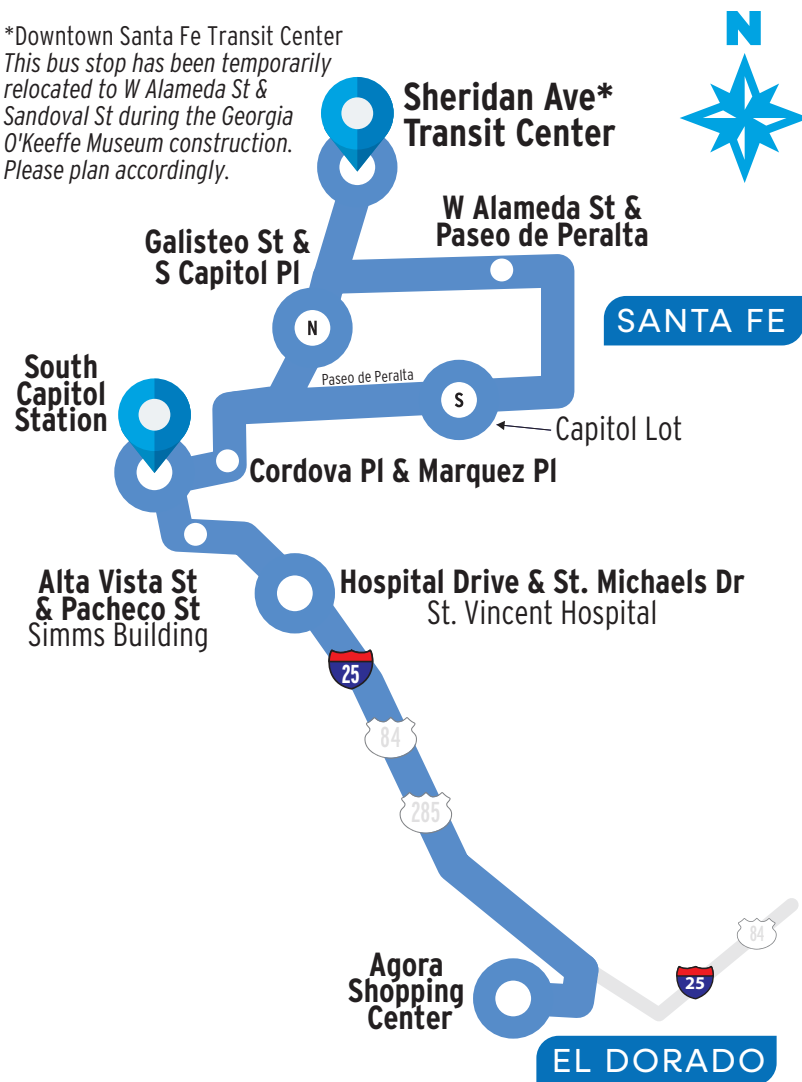 *Downtown Santa Fe Transit Center
This bus stop has been temporarily
relocated to W Alameda St &
Sandoval St during the Georgia
O'Keeffe Museum construction.
Please plan accordingly.
N
Sheridan Ave*
Transit Center
W Alameda St &
Paseo de Peralta
Galisteo St &
S Capitol Pl
N
SANTA FE
South
Capitol
Station
Paseo de Peralta
S
Capitol Lot
Cordova Pl & Marquez Pl
Alta Vista St
& Pacheco St
Simms Building
Hospital Drive & St. Michaels Dr
St. Vincent Hospital
25
84
285
84
25
Agora
Shopping
Center
EL DORADO